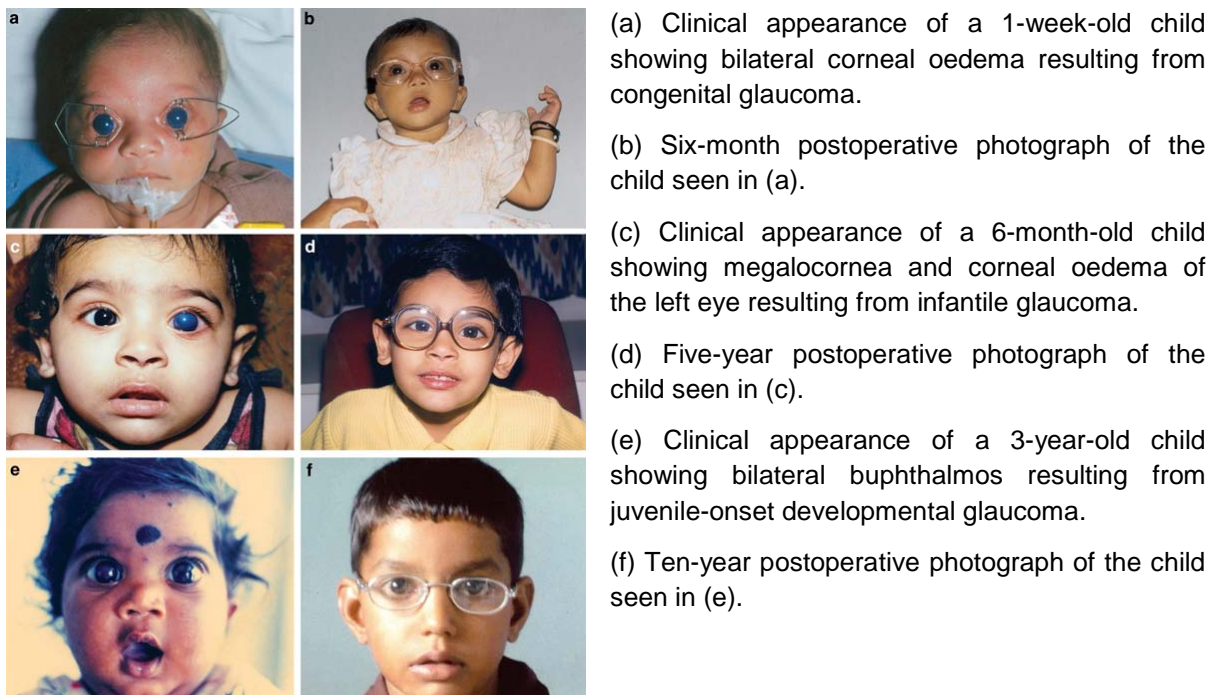 a
b
c
d
e
f
(a) Clinical appearance of a 1-week-old child
showing bilateral corneal oedema resulting from
congenital glaucoma.
(b) Six-month postoperative photograph of the
child seen in (a).
(c) Clinical appearance of a 6-month-old child
showing megalocornea and corneal oedema of
the left eye resulting from infantile glaucoma.
(d) Five-year postoperative photograph of the
child seen in (c).
(e) Clinical appearance of a 3-year-old child
showing bilateral buphthalmos resulting from
juvenile-onset developmental glaucoma.
(f) Ten-year postoperative photograph of the child
seen in (e).